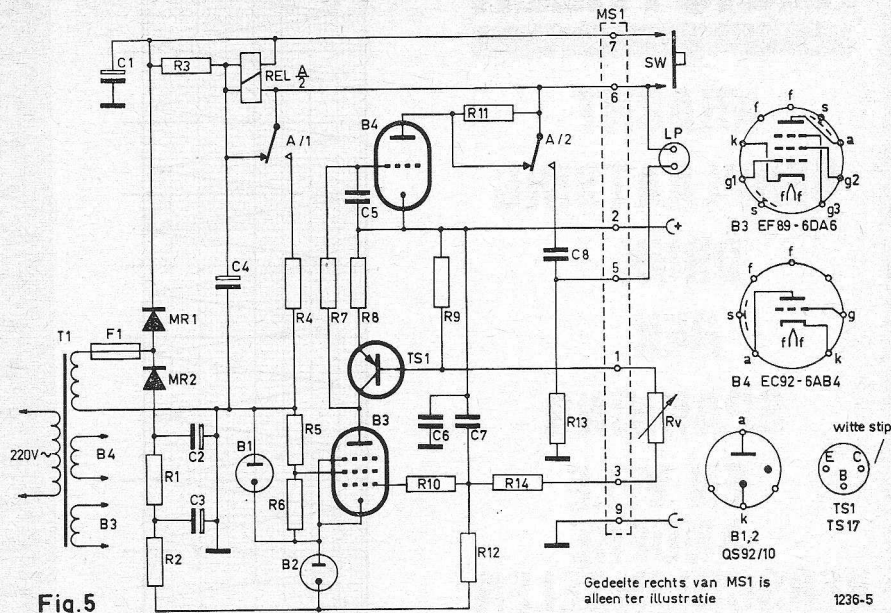 MS1
7
SW
C1
R3
REL A/2
6
A/1
B4
R11
A/2
LP
f
f
s
k
a
g1
g2
f f
s
g3
B3 EF89-6DA6
C5
2
+
C4
C8
5
f
f
MR1
R4
R7
R8
R9
s
g
f f
a
k
B4 EC92-6AB4
T1
F1
MR2
TS1
1
B3
R5
B1
C6
C7
R13
Rv
witte stip
a
220V~
B4
C2
R1
R6
R10
R14
3
E
C
B
B3
C3
9
-
k
TS1
TS17
R2
B2
R12
B1,2
QS92/10
Gedeelte rechts van MS1 is
alleen ter illustratie
Fig.5
1236-5